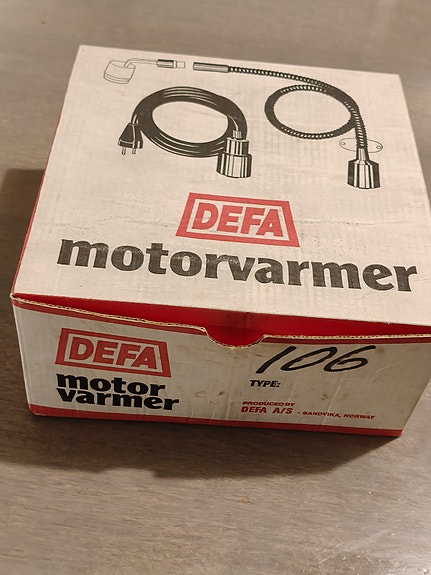 DEFA
motorvarmer
DEFA
motor
varmer
106
TYPE:
PRODUCED BY
DEFA A/S - SANDVIKA, NORWAY